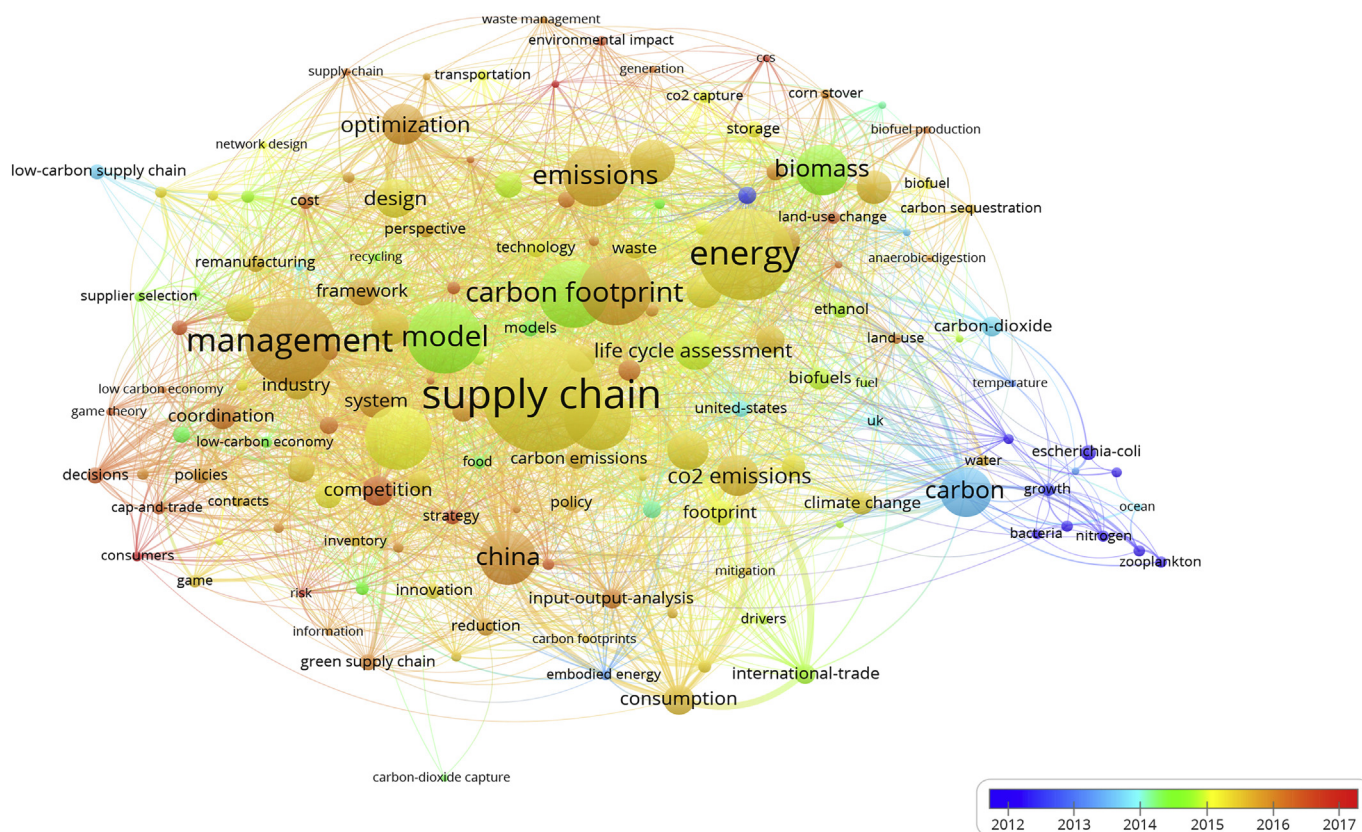 waste management
environmental impact
supply-chain
transportation
generation
ccs
co2 capture
corn stover
optimization
storage
biofuel production
network design
low-carbon supply chain
emissions
biomass
biofuel
cost
design
carbon sequestration
land-use change
perspective
technology
waste
energy
recycling
anaerobic-digestion
remanufacturing
supplier selection
framework
carbon footprint
ethanol
carbon-dioxide
management
model
models
life cycle assessment
land-use
industry
biofuels
fuel
temperature
low carbon economy
supply chain
system
game theory
coordination
united-states
uk
low-carbon economy
food
carbon emissions
water
escherichia-coli
decisions
policies
co2 emissions
competition
carbon
growth
contracts
policy
climate change
cap-and-trade
strategy
footprint
ocean
bacteria
nitrogen
inventory
consumers
china
zooplankton
mitigation
game
innovation
risk
input-output-analysis
drivers
information
reduction
carbon footprints
green supply chain
embodied energy
international-trade
consumption
carbon-dioxide capture
2012 2013 2014 2015 2016 2017